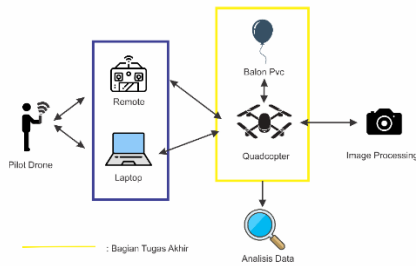 Balon Pvc
Remote
Pilot Drone
Laptop
Quadcopter
Image Processing
: Bagian Tugas Akhir
Analisis Data